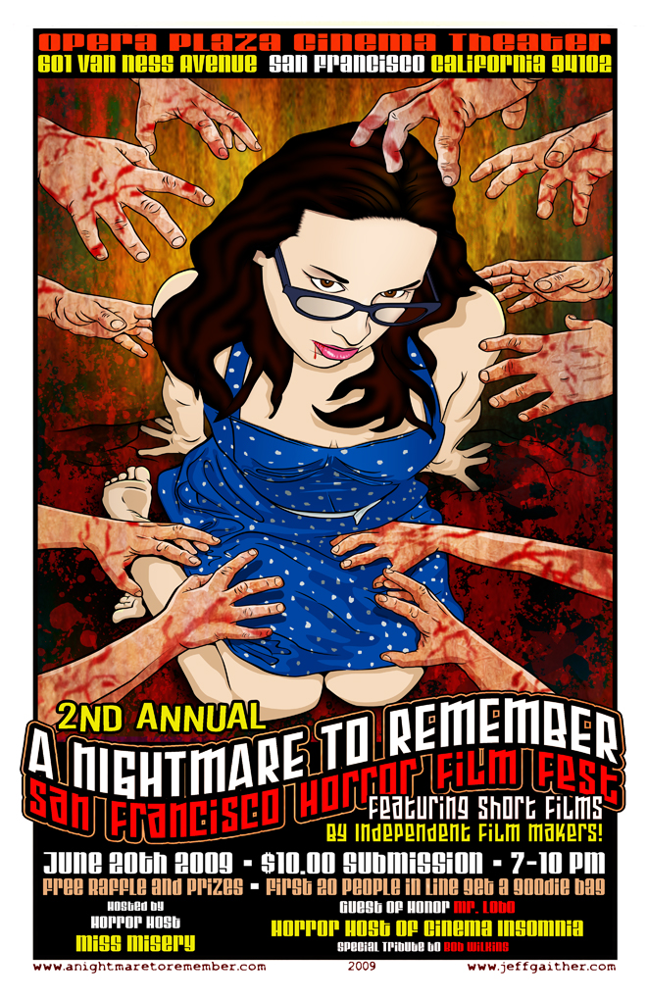 OPERA PLAZA CINEMA THEATER
601 VAN NESS AVENUE SAN FRANCISCO CALIFORNIA 94102
2ND ANNUAL
A NIGHTMARE TO REMEMBER
SAN FRANCISCO HORROR FILM FEST
FEATURING SHORT FILMS
BY INDEPENDENT FILM MAKERS!
JUNE 20TH 2009 - $10.00 SUBMISSION - 7-10 PM
FREE RAFFLE AND PRIZES - FIRST 20 PEOPLE IN LINE GET A GOODIE BAG
HOSTED BY
HORROR HOST
MISS MISERY
GUEST OF HONOR MR. LOBO
HORROR HOST OF CINEMA INSOMNIA
SPECIAL TRIBUTE TO BOB WILKINS
www.anightmaretoremember.com 2009 www.jeffgaither.com